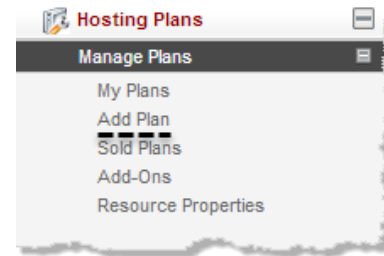 Hosting Plans
Manage Plans
My Plans
Add Plan
Sold Plans
Add-Ons
Resource Properties